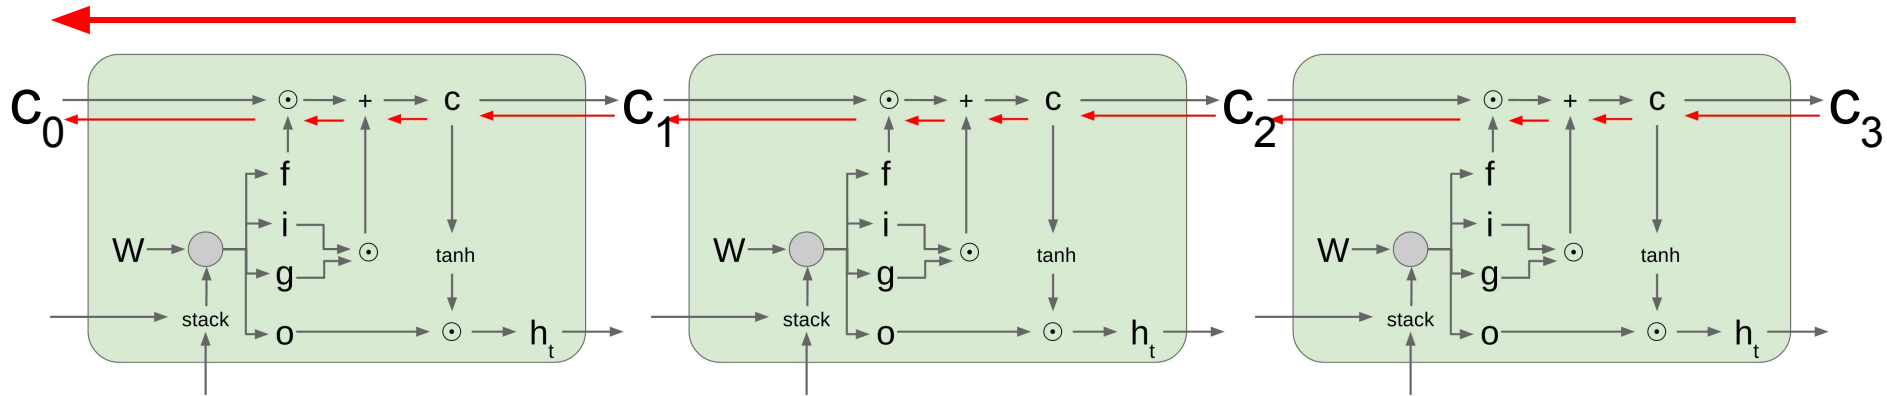 c0 ⊙ + c c1 ⊙ + c c2 ⊙ + c c3
f f f
i i i
W ⊙ tanh W ⊙ tanh W ⊙ tanh
g g g
stack stack stack
o ⊙ ht o ⊙ ht o ⊙ ht